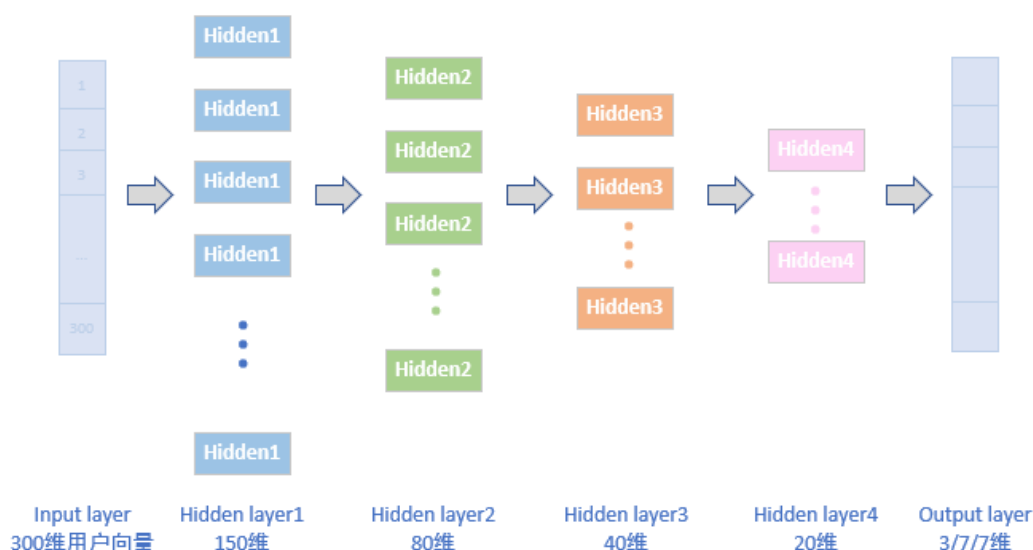 1
2
3
...
300
Hidden1
Hidden1
Hidden1
Hidden1
Hidden1
Hidden2
Hidden2
Hidden2
Hidden2
Hidden3
Hidden3
Hidden3
Hidden4
Hidden4
Input layer
300维用户向量
Hidden layer1
150维
Hidden layer2
80维
Hidden layer3
40维
Hidden layer4
20维
Output layer
3/7/7维